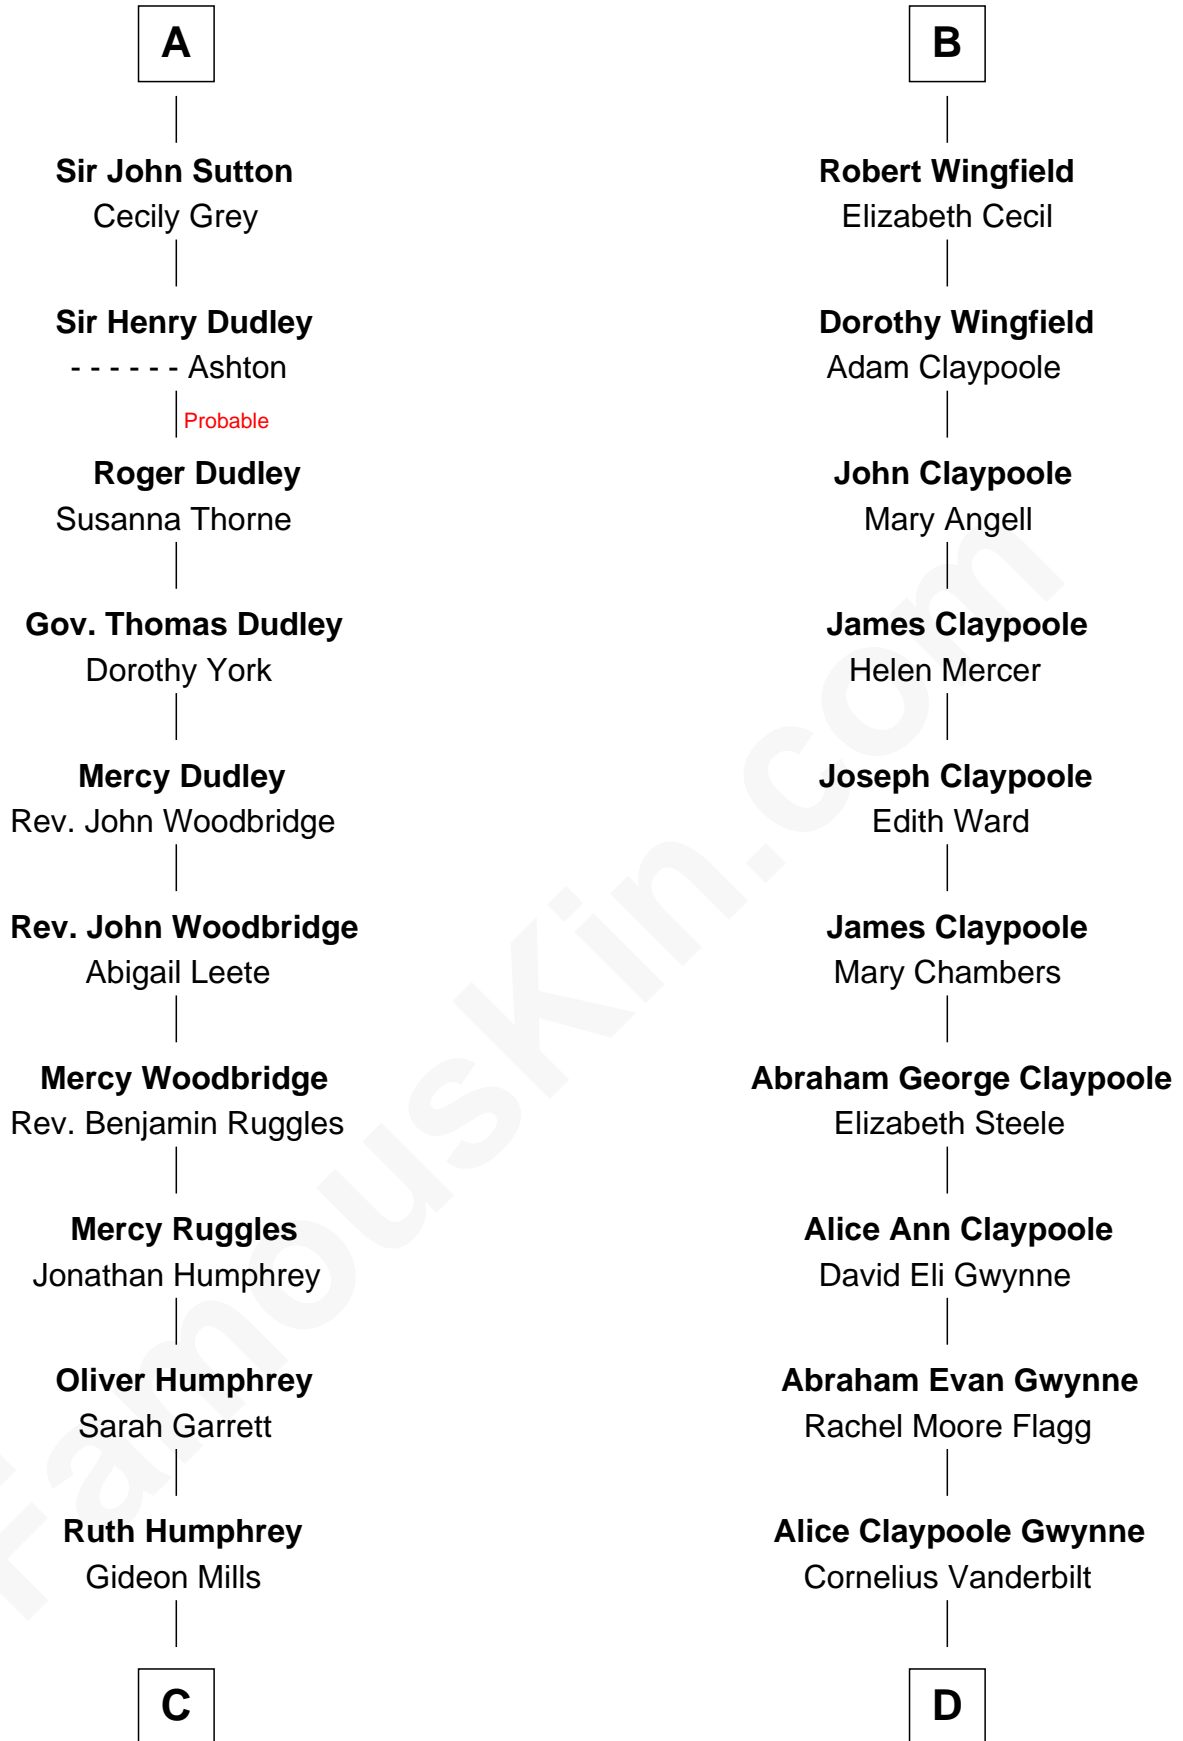 A
Sir John Sutton
Cecily Grey
Sir Henry Dudley
- - - - - - Ashton
Probable
Roger Dudley
Susanna Thorne
Gov. Thomas Dudley
Dorothy York
Mercy Dudley
Rev. John Woodbridge
Rev. John Woodbridge
Abigail Leete
Mercy Woodbridge
Rev. Benjamin Ruggles
Mercy Ruggles
Jonathan Humphrey
Oliver Humphrey
Sarah Garrett
Ruth Humphrey
Gideon Mills
C
B
Robert Wingfield
Elizabeth Cecil
Dorothy Wingfield
Adam Claypoole
John Claypoole
Mary Angell
James Claypoole
Helen Mercer
Joseph Claypoole
Edith Ward
James Claypoole
Mary Chambers
Abraham George Claypoole
Elizabeth Steele
Alice Ann Claypoole
David Eli Gwynne
Abraham Evan Gwynne
Rachel Moore Flagg
Alice Claypoole Gwynne
Cornelius Vanderbilt
D
FamousKin.com